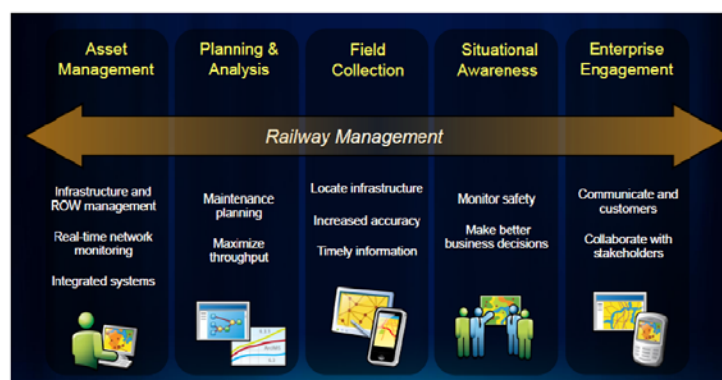 Asset
Management
Planning &
Analysis
Field
Collection
Situational
Awareness
Enterprise
Engagement
Railway Management
Infrastructure and
ROW management
Real-time network
monitoring
Integrated systems
Maintenance
planning
Maximize
throughput
Locate infrastructure
Increased accuracy
Timely information
Monitor safety
Make better
business decisions
Communicate and
customers
Collaborate with
stakeholders